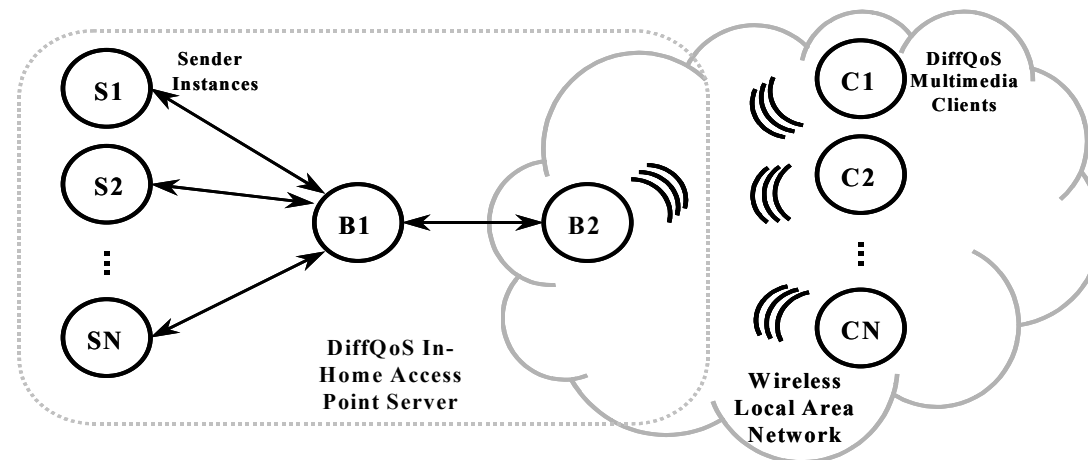 S1
Sender
Instances
S2
SN
B1
B2
DiffQoS In-
Home Access
Point Server
C1
DiffQoS
Multimedia
Clients
C2
CN
Wireless
Local Area
Network